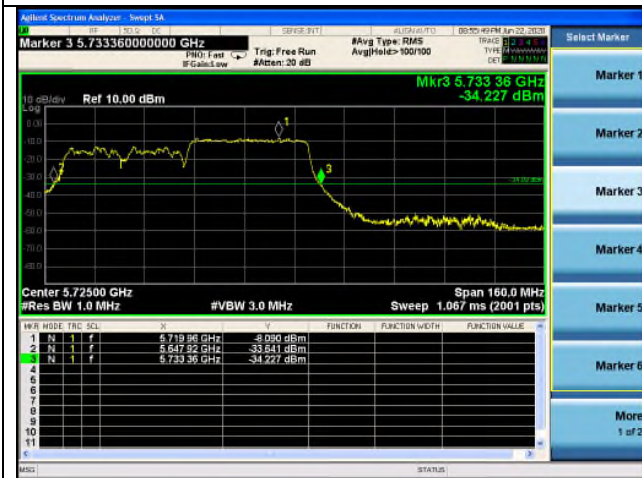 Agilent Spectrum Analyzer - Swept SA
RF 50 Ω DC SENSE:INT ALIGNAUTO 08:55:49 PM Jun 22, 2020
Marker 3 5.733360000000 GHz
PNO: Fast
IFGain:Low
Trig: Free Run
#Atten: 20 dB
#Avg Type: RMS
Avg|Hold>100/100
TRACE 1 2 3 4 5 6
TYPE
DET P N N N N N
Select Marker
Mkr3 5.733 36 GHz
-34.227 dBm
10 dB/div Ref 10.00 dBm
Log
0.00
-10.0
-20.0
-30.0
-40.0
-50.0
-60.0
-70.0
-80.0
1
2
3
Center 5.72500 GHz
Span 160.0 MHz
#Res BW 1.0 MHz
#VBW 3.0 MHz
Sweep 1.067 ms (2001 pts)
MKR MODE TRC SCL X Y FUNCTION FUNCTION WIDTH FUNCTION VALUE
1 N 1 f 5.719 96 GHz -8.090 dBm
2 N 1 f 5.647 92 GHz -33.641 dBm
3 N 1 f 5.733 36 GHz -34.227 dBm
4
5
6
7
8
9
10
11
MSG
STATUS
Marker 1
Marker 2
Marker 3
Marker 4
Marker 5
Marker 6
More
1 of 2